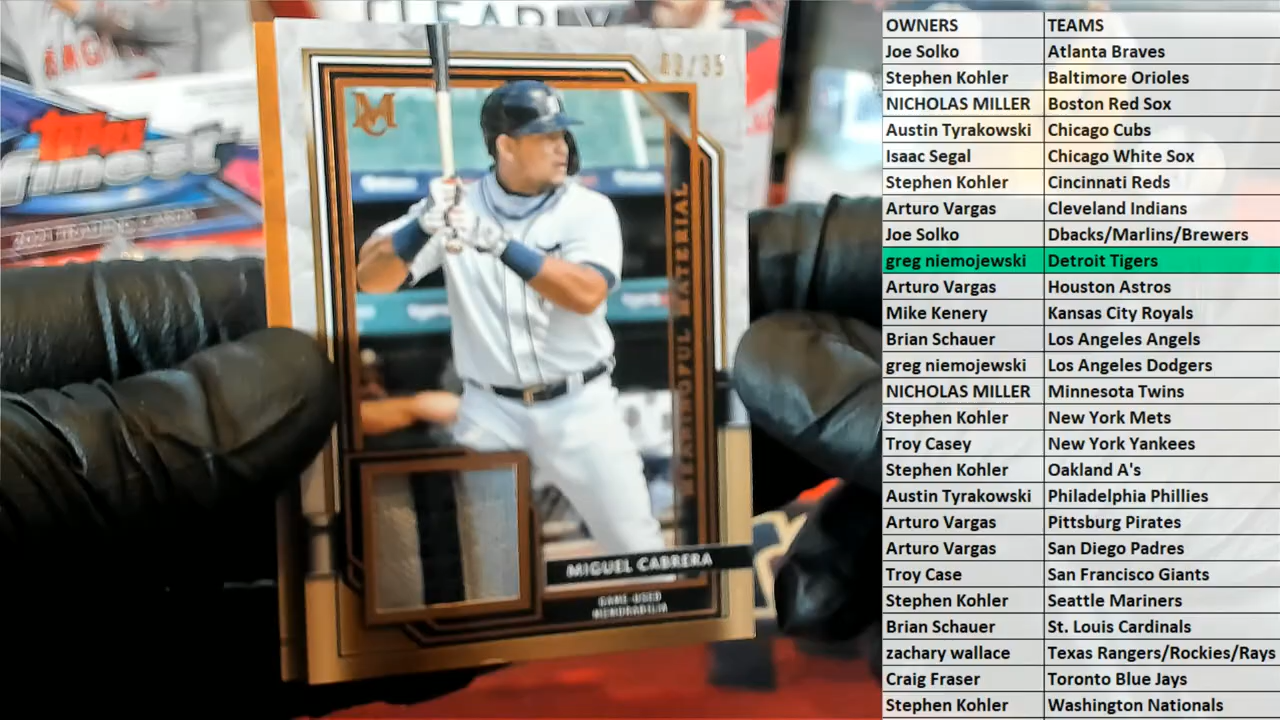 CLEARLY
finest
M
MEANINGFUL MATERIAL
MIGUEL CABRERA
GAME-USED
MEMORABILIA
OWNERS TEAMS
Joe Solko Atlanta Braves
Stephen Kohler Baltimore Orioles
NICHOLAS MILLER Boston Red Sox
Austin Tyrakowski Chicago Cubs
Isaac Segal Chicago White Sox
Stephen Kohler Cincinnati Reds
Arturo Vargas Cleveland Indians
Joe Solko Dbacks/Marlins/Brewers
greg niemojewski Detroit Tigers
Arturo Vargas Houston Astros
Mike Kenery Kansas City Royals
Brian Schauer Los Angeles Angels
greg niemojewski Los Angeles Dodgers
NICHOLAS MILLER Minnesota Twins
Stephen Kohler New York Mets
Troy Casey New York Yankees
Stephen Kohler Oakland A's
Austin Tyrakowski Philadelphia Phillies
Arturo Vargas Pittsburg Pirates
Arturo Vargas San Diego Padres
Troy Case San Francisco Giants
Stephen Kohler Seattle Mariners
Brian Schauer St. Louis Cardinals
zachary wallace Texas Rangers/Rockies/Rays
Craig Fraser Toronto Blue Jays
Stephen Kohler Washington Nationals